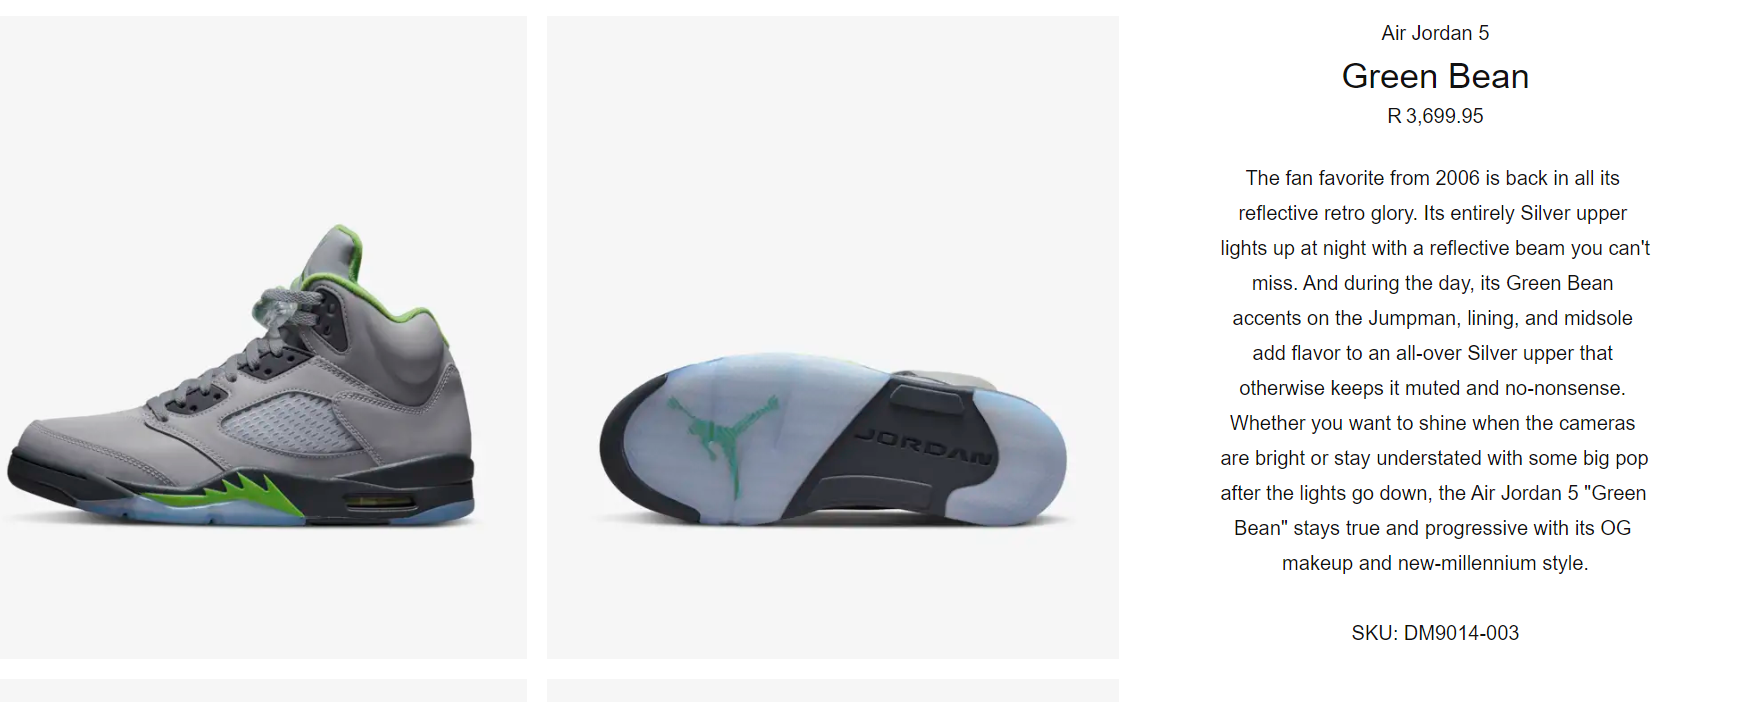 JORDAN
Air Jordan 5
Green Bean
R 3,699.95
The fan favorite from 2006 is back in all its
reflective retro glory. Its entirely Silver upper
lights up at night with a reflective beam you can't
miss. And during the day, its Green Bean
accents on the Jumpman, lining, and midsole
add flavor to an all-over Silver upper that
otherwise keeps it muted and no-nonsense.
Whether you want to shine when the cameras
are bright or stay understated with some big pop
after the lights go down, the Air Jordan 5 "Green
Bean" stays true and progressive with its OG
makeup and new-millennium style.
SKU: DM9014-003